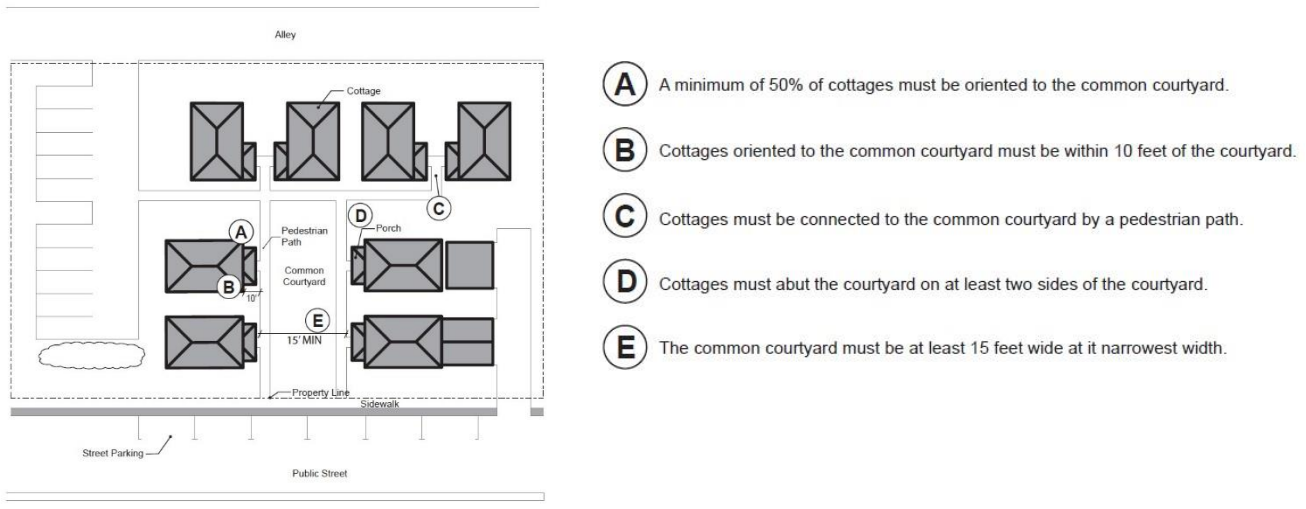 Alley
Cottage
D
C
A
Pedestrian
Path
Porch
Common
Courtyard
B
10'
E
15' MIN
Property Line
Sidewalk
Street Parking
Public Street
A A minimum of 50% of cottages must be oriented to the common courtyard.
B Cottages oriented to the common courtyard must be within 10 feet of the courtyard.
C Cottages must be connected to the common courtyard by a pedestrian path.
D Cottages must abut the courtyard on at least two sides of the courtyard.
E The common courtyard must be at least 15 feet wide at it narrowest width.